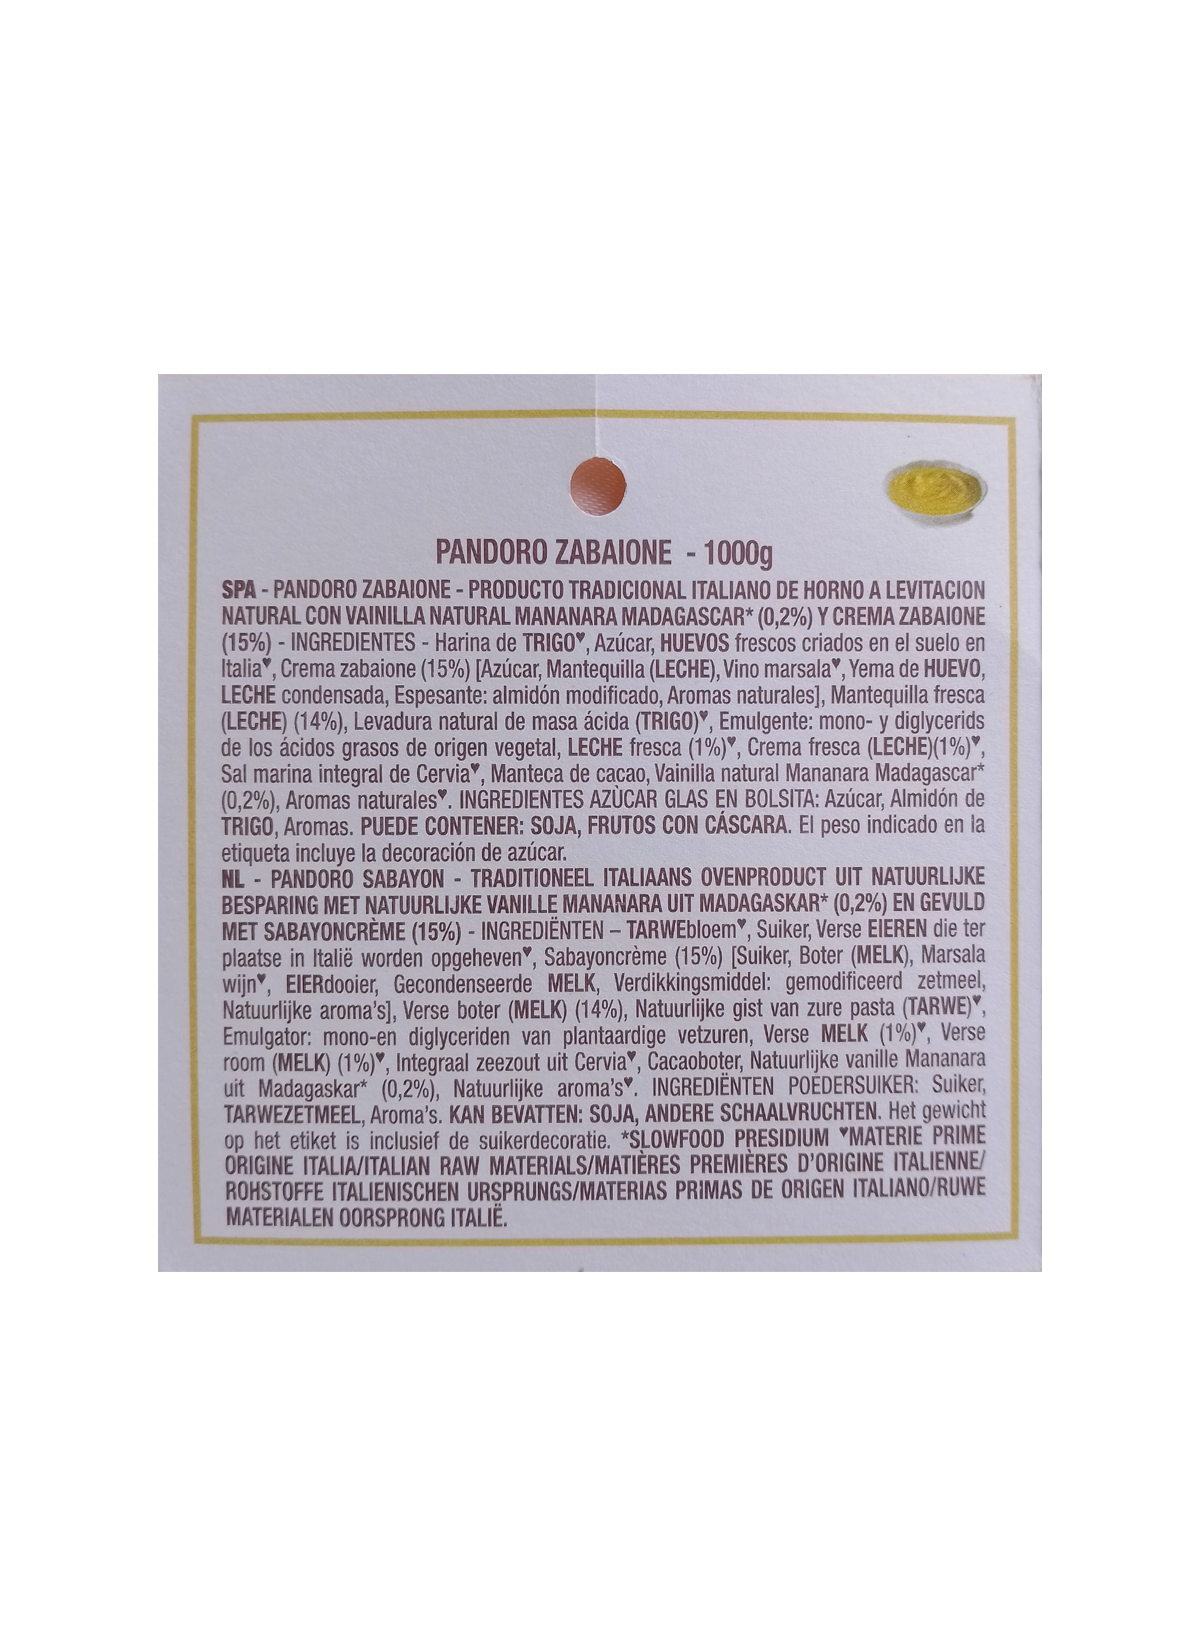 PANDORO ZABAIONE - 1000g
SPA - PANDORO ZABAIONE - PRODUCTO TRADICIONAL ITALIANO DE HORNO A LEVITACION
NATURAL CON VAINILLA NATURAL MANANARA MADAGASCAR* (0,2%) Y CREMA ZABAIONE
(15%) - INGREDIENTES - Harina de TRIGO♥, Azúcar, HUEVOS frescos criados en el suelo en
Italia♥, Crema zabaione (15%) [Azúcar, Mantequilla (LECHE), Vino marsala♥, Yema de HUEVO,
LECHE condensada, Espesante: almidón modificado, Aromas naturales], Mantequilla fresca
(LECHE) (14%), Levadura natural de masa ácida (TRIGO)♥, Emulgente: mono- y diglycerids
de los ácidos grasos de origen vegetal, LECHE fresca (1%)♥, Crema fresca (LECHE)(1%)♥,
Sal marina integral de Cervia♥, Manteca de cacao, Vainilla natural Mananara Madagascar*
(0,2%), Aromas naturales♥. INGREDIENTES AZÙCAR GLAS EN BOLSITA: Azúcar, Almidón de
TRIGO, Aromas. PUEDE CONTENER: SOJA, FRUTOS CON CÁSCARA. El peso indicado en la
etiqueta incluye la decoración de azúcar.
NL - PANDORO SABAYON - TRADITIONEEL ITALIAANS OVENPRODUCT UIT NATUURLIJKE
BESPARING MET NATUURLIJKE VANILLE MANANARA UIT MADAGASKAR* (0,2%) EN GEVULD
MET SABAYONCRÈME (15%) - INGREDIËNTEN – TARWEbloem♥, Suiker, Verse EIEREN die ter
plaatse in Italië worden opgeheven♥, Sabayoncrème (15%) [Suiker, Boter (MELK), Marsala
wijn♥, EIERdooier, Gecondenseerde MELK, Verdikkingsmiddel: gemodificeerd zetmeel,
Natuurlijke aroma's], Verse boter (MELK) (14%), Natuurlijke gist van zure pasta (TARWE)♥,
Emulgator: mono-en diglyceriden van plantaardige vetzuren, Verse MELK (1%)♥, Verse
room (MELK) (1%)♥, Integraal zeezout uit Cervia♥, Cacaoboter, Natuurlijke vanille Mananara
uit Madagaskar* (0,2%), Natuurlijke aroma's♥. INGREDIËNTEN POEDERSUIKER: Suiker,
TARWEZETMEEL, Aroma's. KAN BEVATTEN: SOJA, ANDERE SCHAALVRUCHTEN. Het gewicht
op het etiket is inclusief de suikerdecoratie. *SLOWFOOD PRESIDIUM ♥MATERIE PRIME
ORIGINE ITALIA/ITALIAN RAW MATERIALS/MATIÈRES PREMIÈRES D'ORIGINE ITALIENNE/
ROHSTOFFE ITALIENISCHEN URSPRUNGS/MATERIAS PRIMAS DE ORIGEN ITALIANO/RUWE
MATERIALEN OORSPRONG ITALIË.